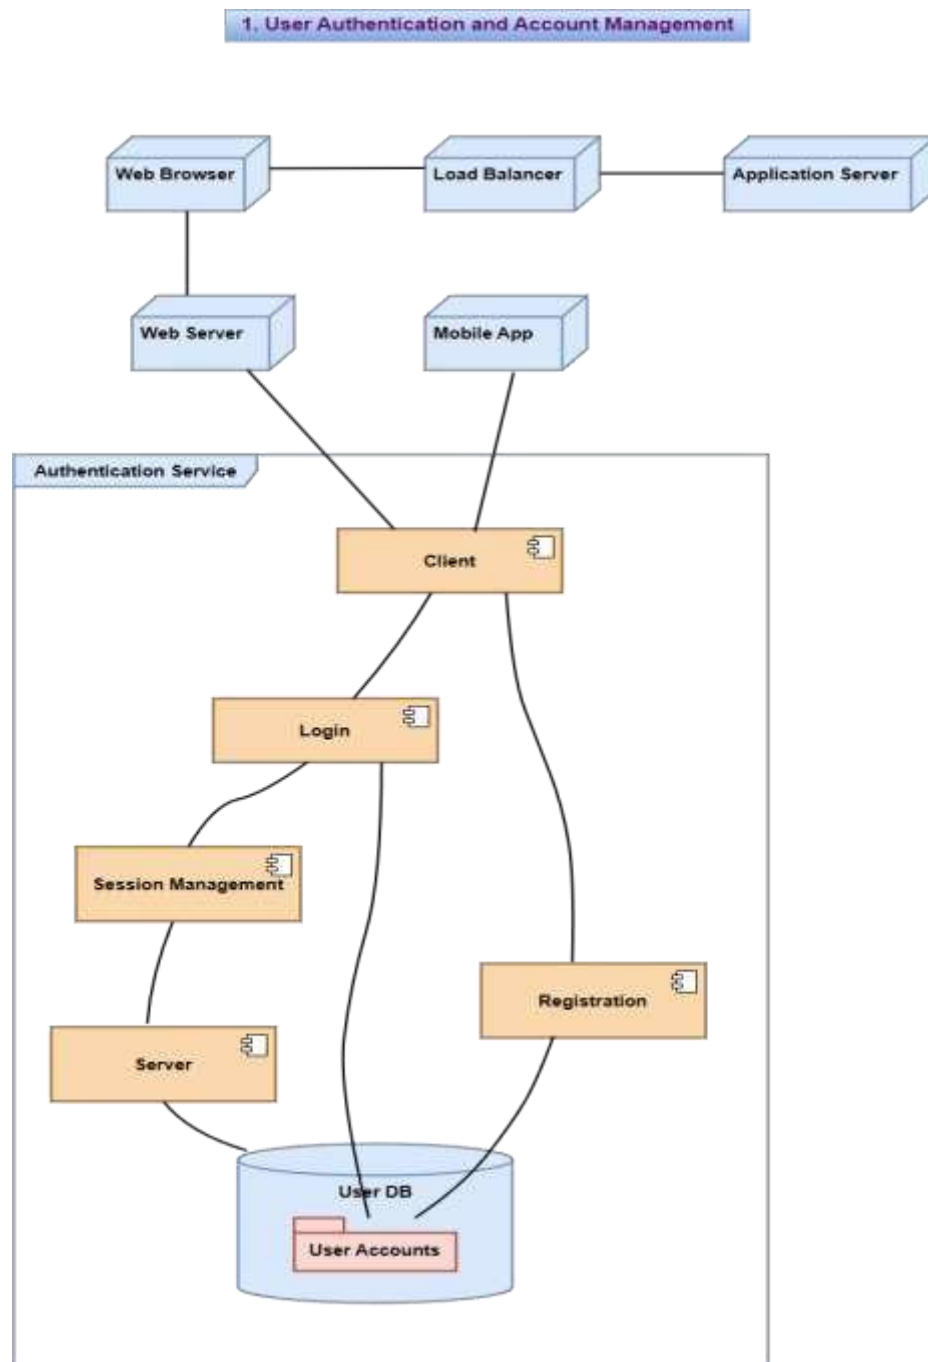 1. User Authentication and Account Management
Web Browser
Load Balancer
Application Server
Web Server
Mobile App
Authentication Service
Client
Login
Session Management
Registration
Server
User DB
User Accounts